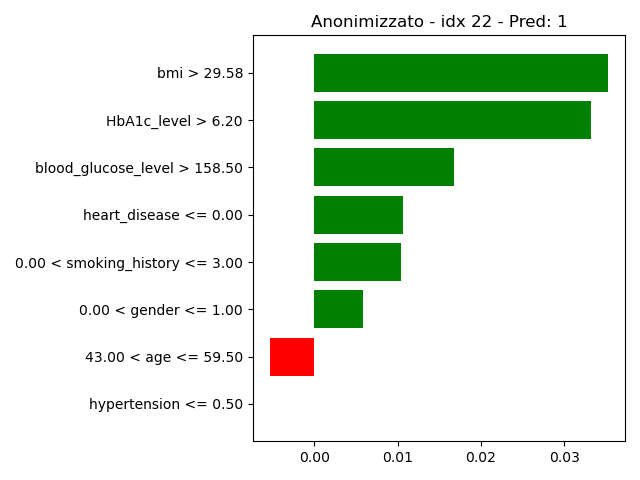 Anonimizzato - idx 22 - Pred: 1
bmi > 29.58
HbA1c_level > 6.20
blood_glucose_level > 158.50
heart_disease <= 0.00
0.00 < smoking_history <= 3.00
0.00 < gender <= 1.00
43.00 < age <= 59.50
hypertension <= 0.50
0.00 0.01 0.02 0.03